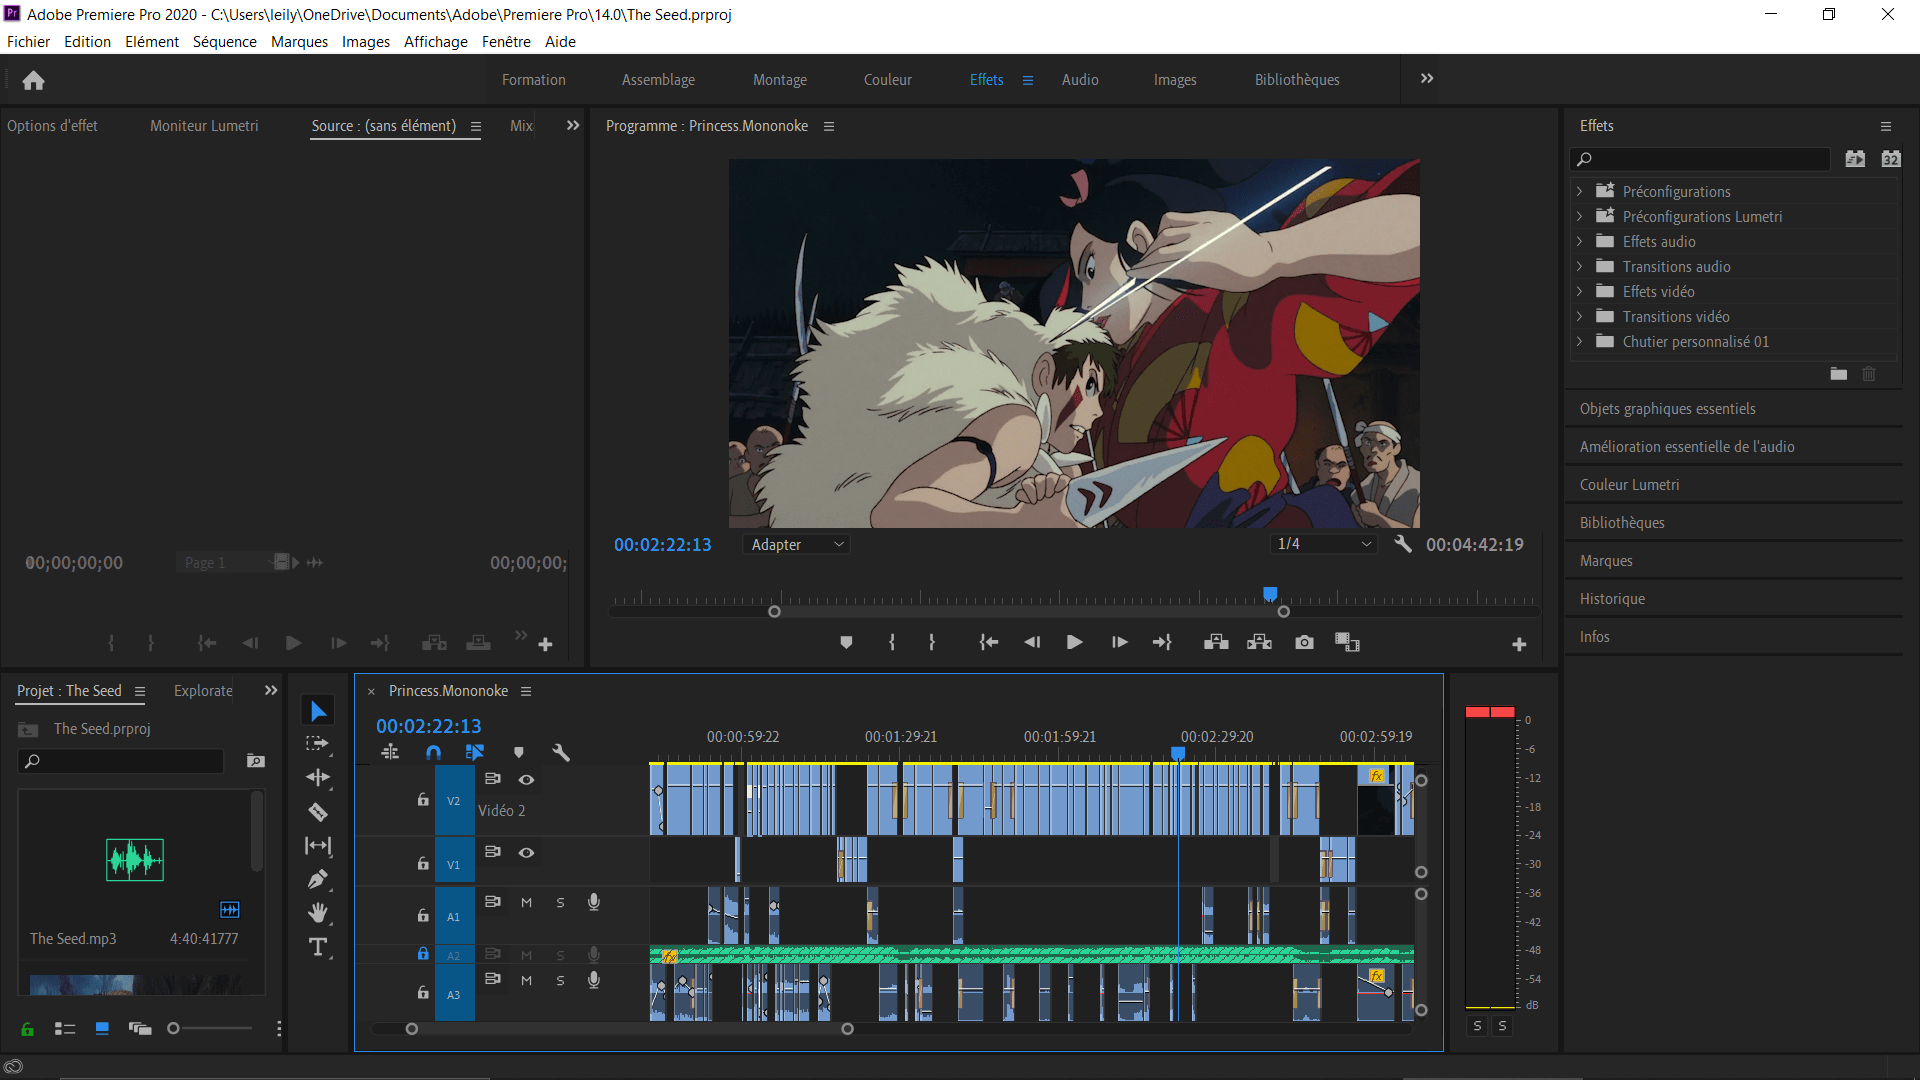 Pr Adobe Premiere Pro 2020 - C:\Users\leily\OneDrive\Documents\Adobe\Premiere Pro\14.0\The Seed.prproj
Fichier Edition Elément Séquence Marques Images Affichage Fenêtre Aide
Formation Assemblage Montage Couleur Effets Audio Images Bibliothèques
Options d'effet Moniteur Lumetri Source : (sans élément) Mix
Programme : Princess.Mononoke
Effets
32
Préconfigurations
Préconfigurations Lumetri
Effets audio
Transitions audio
Effets vidéo
Transitions vidéo
Chutier personnalisé 01
Objets graphiques essentiels
Amélioration essentielle de l'audio
Couleur Lumetri
Bibliothèques
Marques
Historique
Infos
00;00;00;00 Page 1 00;00;00;
00:02:22:13 Adapter 1/4 00:04:42:19
Projet : The Seed Explorate
The Seed.prproj
The Seed.mp3 4:40:41777
Princess.Mononoke
00:02:22:13
00:00:59:22 00:01:29:21 00:01:59:21 00:02:29:20 00:02:59:19
V2 Vidéo 2 fx
V1
A1 M S
A2 M S fx
A3 M S fx
0
-6
-12
-18
-24
-30
-36
-42
-48
-54
dB
S S